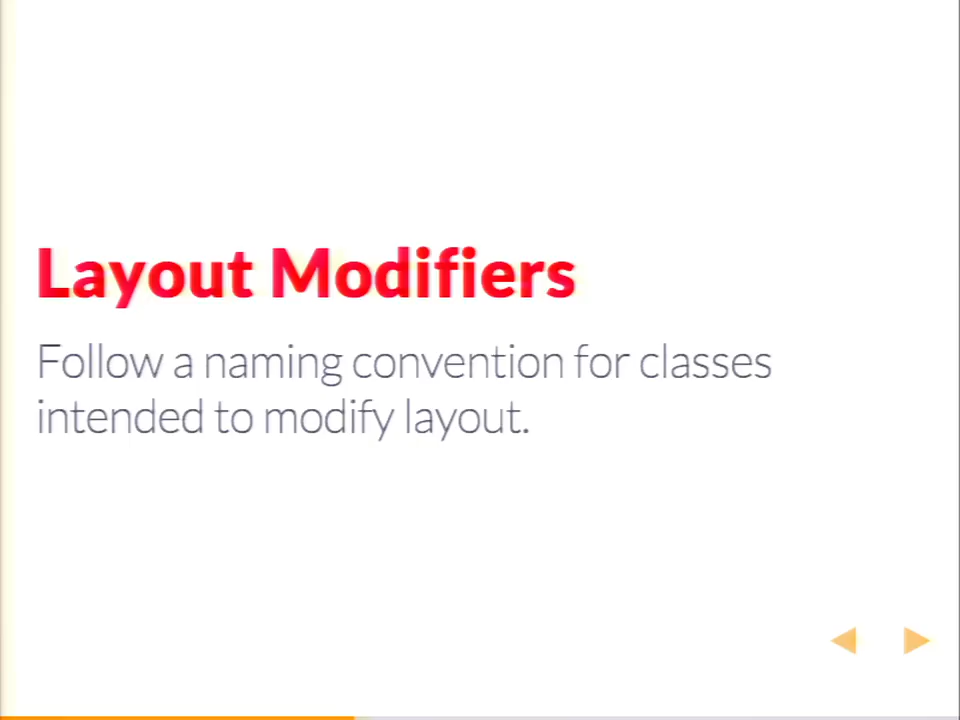 Layout Modifiers
Follow a naming convention for classes
intended to modify layout.